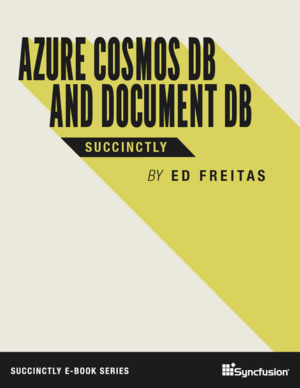 AZURE COSMOS DB
AND DOCUMENT DB
SUCCINCTLY
BY ED FREITAS
SUCCINCTLY E-BOOK SERIES
Syncfusion®